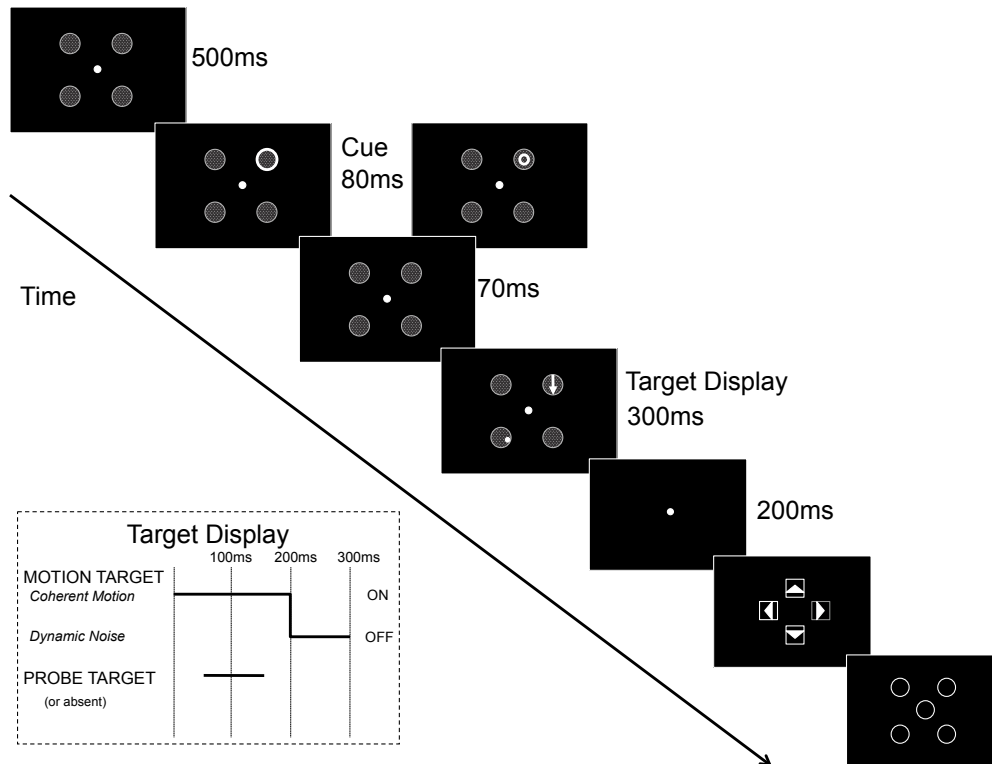 500ms
Cue
80ms
70ms
Time
Target Display
300ms
200ms
Target Display
100ms 200ms 300ms
MOTION TARGET
Coherent Motion ON
Dynamic Noise OFF
PROBE TARGET
(or absent)